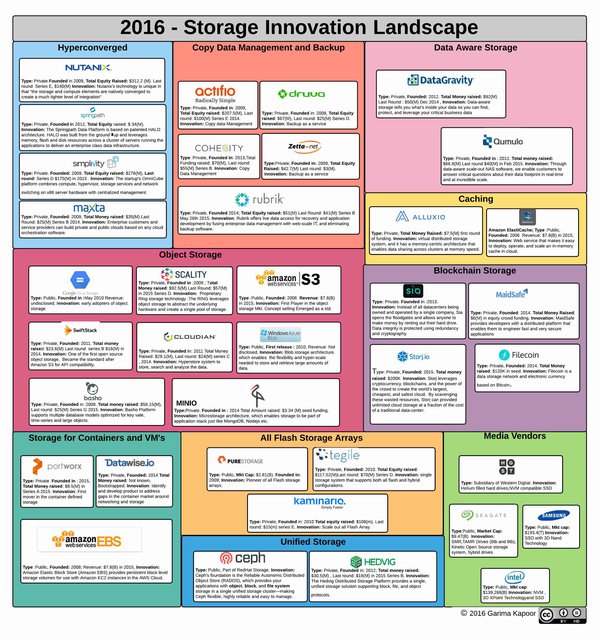 2016 - Storage Innovation Landscape
Hyperconverged
NUTANIX
Type: Private Founded in 2009, Total Equity Raised: $312.2 (M), Last
round: Series E, $140(M) Innovation: Nutanix's technology is unique in
that "the storage and compute elements are natively converged to
create a much tighter level of integration"
springpath
Type: Private Founded in 2012, Total Equity Raised: $ 34(M),
Innovation: The Springpath Data Platform is based on patented HALO
architecture. HALO was built from the ground up and leverages
memory, flash and disk resources across a cluster of servers running the
applications to deliver an enterprise class data infrastructure.
simplivity
Type: Private Founded: 2009. Total Equity Raised: $276(M), Last
round: Series D $175(M) in 2015. Innovation: The startup's OmniCube
platform combines compute, hypervisor, storage services and network
switching on x86 server hardware with centralized management.
maxta
Type: Private Founded: 2009, Total Money Raised: $35(M) Last
Round: $25(M) Series B 2014. Innovation: Enterprise customers and
service providers can build private and public clouds based on any cloud
orchestration software.
Copy Data Management and Backup
actifio
Radically Simple
Type: Private Founded in: 2009,
Total Equity Raised: $207.5(M), Last
round: $100(M) Series C 2014.
Innovation: Copy data Management
druva
Type: Private Founded in: 2008, Total Equity
Raised: $67(M), Last round: $25(M) Series D.
Innovation: Backup as a service
COHESITY
Type: Private Founded in: 2013,Total
Funding $70(M), Last round:
$55(M) Series B. Innovation: Copy
Data Management
Zetta.net
Type: Private Founded: 2009. Total Equity
Raised: $42.7(M) Last round: $3(M).
Innovation: Backup as a service
rubrik
Type: Private Founded 2014; Total Equity Raised: $51(M) Last Round: $41(M) Series B
May 26th 2015. Rubrik offers live data access for recovery and application
development by fusing enterprise data management with web-scale IT, and eliminating
backup software.
Data Aware Storage
DataGravity
Type: Private Founded: 2012. Total Money raised: $92(M)
Last Round : $50(M) Dec 2014 , Innovation: Data-aware
storage tells you what's inside your data so you can find,
protect, and leverage your critical business data
Qumulo
Type: Private Founded in : 2012. Total money raised:
$66.8(M) Last round $40(M) in Feb 2015. Innovation: Through
data-aware scale-out NAS software, we enable customers to
answer critical questions about their data footprint in real-time
and at incredible scale.
Caching
ALLUXIO
Type: Private, Total Money Raised: $7.5(M) first round
of funding. Innovation: virtual distributed storage
system, and it has a memory-centric architecture that
enables data sharing across clusters at memory speed.
Amazon ElastiCache; Type: Public,
Founded: 2006 Revenue: $7.8(B) in 2015,
Innovation: Web service that makes it easy
to deploy, operate, and scale an in-memory
cache in cloud.
Object Storage
Type: Public, Founded in :May 2010 Revenue:
undisclosed. Innovation: early adopters of object
storage
SCALITY
Type: Private, Founded in: 2009 ; Total
Money raised: $92.5(M),Last Round: $57(M)
in 2015 Series D. Innovation: Proprietary
Ring storage technology. The RING leverages
object storage to abstract the underlying
hardware and create a single pool of storage.
amazon
webservices
S3
Type: Public, Founded: 2006 Revenue: $7.8(B)
in 2015, Innovation: First Player in the object
storage Mkt. Concept selling Emerged as a std.
SwiftStack
Type: Private, Founded: 2011. Total money
raised: $23.6(M) Last round: series B $16(M) in
2014. Innovation: One of the first open source
object storage. Became the standard after
Amazon S3 for API compatibility.
CLOUDIAN
Type: Private, Founded in : 2011 Total Money
Raised : $29.1(M), Last round: $24(M) series C
2014. Innovation: Hyperstore system to
store, search and analyze the data.
Windows Azure
Type: Public, First release : 2010, Revenue: Not
disclosed. Innovation: Blob storage architecture,
which enables: the flexibility and hyper-scale
needed to store and retrieve large amounts of
data.
basho
Type: Private, Founded in: 2008, Total money raised: $56.15(M),
Last round, $25(M) Series G 2015. Innovation: Basho Platform
supports multiple database models optimized for key value,
time-series and large objects.
MINIO
Type: Private, Founded in : 2014 Total Amount raised: $3.34 (M) seed funding.
Innovation: Microstorage architecture, which enables storage to be part of
application stack just like MongoDB, Nodejs etc.
Blockchain Storage
sia
Type: Private, Founded in :2013.
Innovation: Instead of all datacenters being
owned and operated by a single company, Sia
opens the floodgates and allows anyone to
make money by renting out their hard drive.
Data integrity is protected using redundancy
and cryptography.
MaidSafe
Type: Private, Founded: 2014. Total Money Raised
$6(M) in equity crowd funding. Innovation: MaidSafe
provides developers with a distributed platform that
enables them to engineer fast and very secure
applications
Storj.io
Type: Private, Founded: 2015. Total money
raised: $200K. Innovation: Storj leverages
cryptocurrency, blockchains, and the power of
the crowd to create the world's largest,
cheapest, and safest cloud. By scavenging
these wasted resources, Storj can provide
unlimited cloud storage at a fraction of the cost
of a traditional data-center.
Filecoin
Type: Private, Founded: 2014, Total Money
Raised: $120K in seed. Innovation: Filecoin is a
data storage network and electronic currency
based on Bitcoin.
Storage for Containers and VM's
portworx
Type: Private, Founded in : 2015,
Total Money raised: $8.5(M) in
Series A 2015. Innovation: First
mover in the container defined
storage
Datawise.io
Type: Private, Founded: 2014 Total
Money raised: Not known,
Bootstrapped. Innovation: Identify
and develop product to address
gaps in the container market around
networking and storage
amazon
webservices
EBS
Type: Public, Founded: 2008; Revenue: $7.8(B) in 2015, Innovation:
Amazon Elastic Block Store (Amazon EBS) provides persistent block level
storage volumes for use with Amazon EC2 instances in the AWS Cloud.
All Flash Storage Arrays
PURESTORAGE
Type: Public, Mkt Cap: $2.61(B), Founded in:
2009; Innovation: Pioneer of all Flash storage
arrays.
tegile
Type: Private, Founded: 2010. Total Equity raised:
$117.52(M)Last round: $70(M) Series D. Innovation: single
storage system that supports both all flash and hybrid
configurations.
kaminario.
Simply Faster
Type: Private, Founded in: 2010 Total equity raised: $108(m), Last
round: $15(m) series E. Innovation: Scale out all Flash Array.
Unified Storage
ceph
Type: Public, Part of RedHat Storage. Innovation:
Ceph's foundation is the Reliable Autonomic Distributed
Object Store (RADOS), which provides your
applications with object, block, and file system
storage in a single unified storage cluster—making
Ceph flexible, highly reliable and easy to manage.
HEDVIG
Type: Private, Founded in: 2012; Total money raised:
$30.5(M) , Last round: $18(M) in 2015 Series B. Innovation:
The Hedvig Distributed Storage Platform provides a single,
unified storage solution supporting block, file, and object
protocols.
Media Vendors
HGST
Type: Subsidiary of Western Digital. Innovation:
Helium filled hard drives,NVM compatible SSD
SEAGATE
Type:Public, Market Cap:
$9.47(B) Innovation:
SMR,TAMR Drives (8B and 8B),
Kinetic Open Source storage
system, hybrid drives
SAMSUNG
Type: Public, Mkt cap:
$193.4(T) Innovation:
SSD with 3D Nand
Technology
intel
Type: Public, Mkt cap:
$139.288(B) Innovation: NVM ,
3D XPoint Technologyand SSD
© 2016 Garima Kapoor
CC BY ND